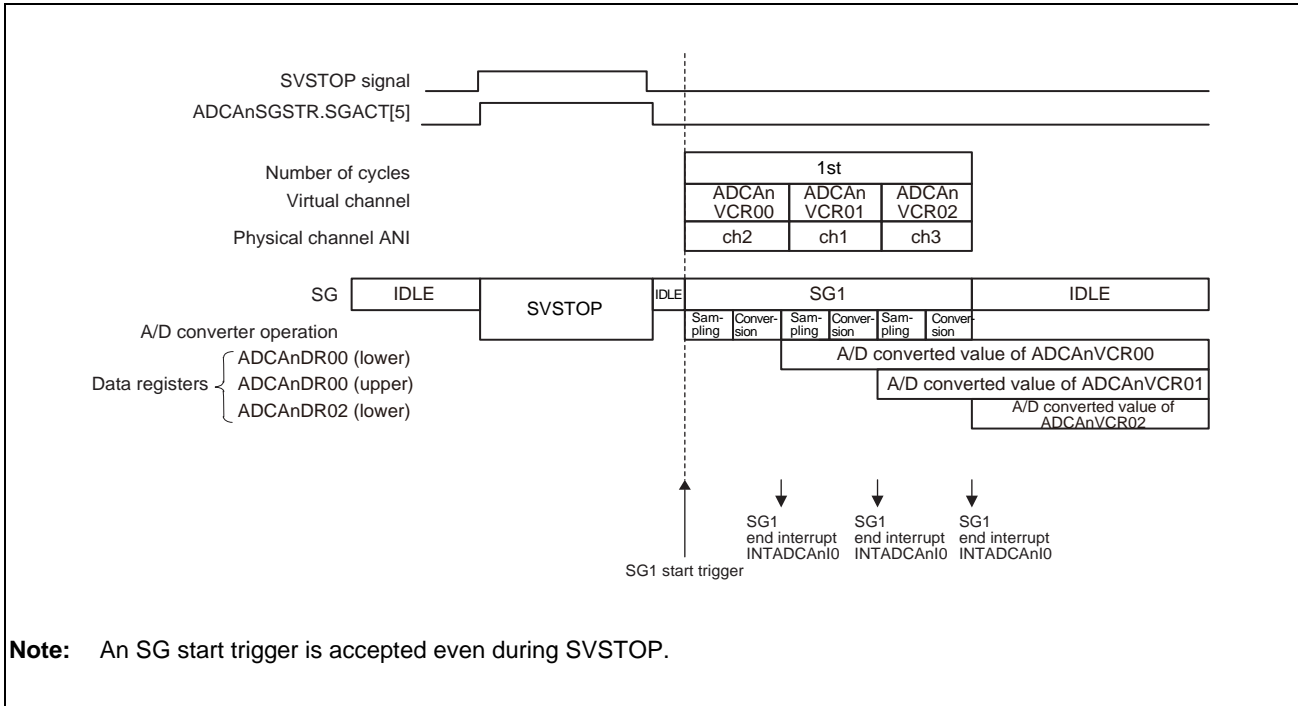 SVSTOP signal
ADCAnSGSTR.SGACT[5]
Number of cycles
1st
Virtual channel
ADCAn
VCR00
ADCAn
VCR01
ADCAn
VCR02
Physical channel ANI
ch2
ch1
ch3
SG
IDLE
SVSTOP
IDLE
SG1
IDLE
A/D converter operation
Sam-
pling
Conver-
sion
Sam-
pling
Conver-
sion
Sam-
pling
Conver-
sion
Data registers
ADCAnDR00 (lower)
A/D converted value of ADCAnVCR00
ADCAnDR00 (upper)
A/D converted value of ADCAnVCR01
ADCAnDR02 (lower)
A/D converted value of
ADCAnVCR02
SG1
end interrupt
INTADCAnI0
SG1
end interrupt
INTADCAnI0
SG1
end interrupt
INTADCAnI0
SG1 start trigger
Note: An SG start trigger is accepted even during SVSTOP.